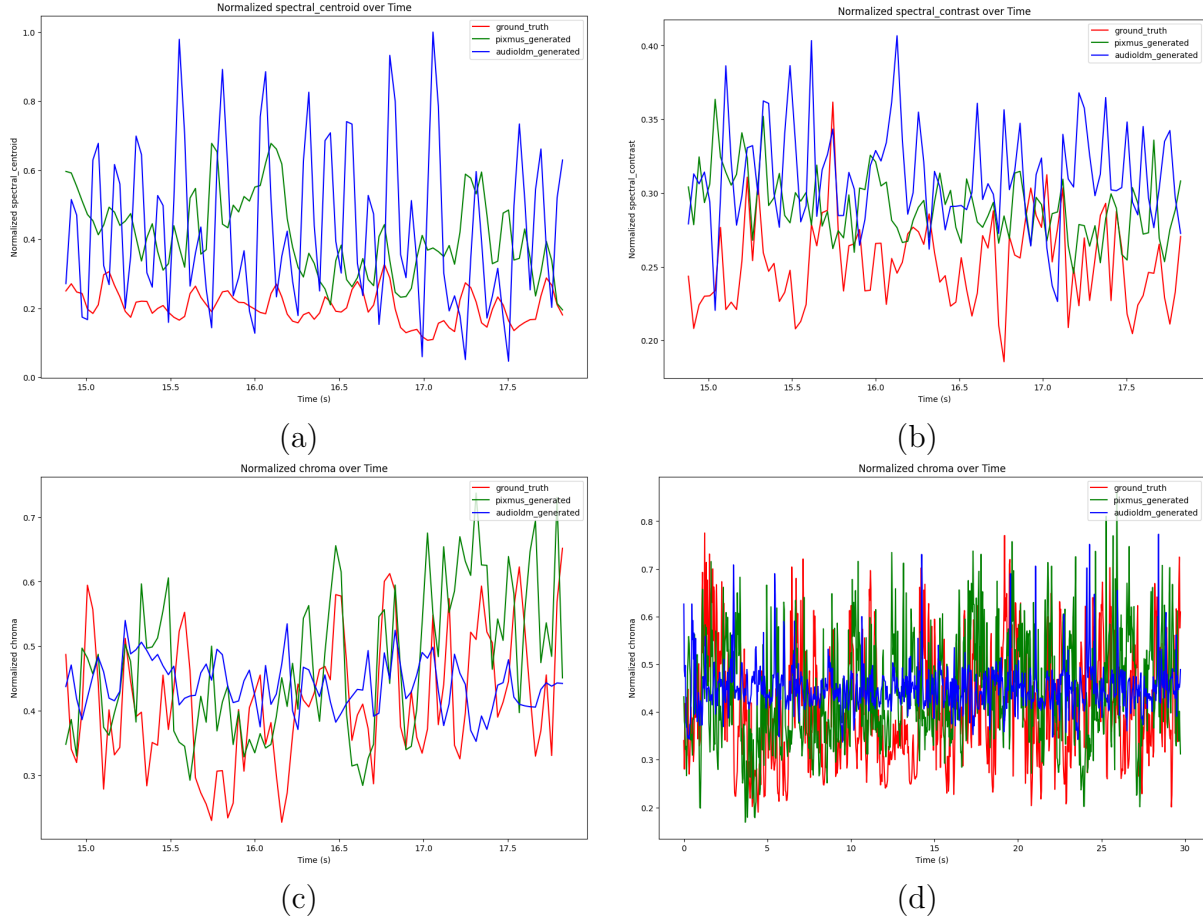 Normalized spectral_centroid over Time
ground_truth
pixmus_generated
audioldm_generated
Normalized spectral_centroid
1.0
0.8
0.6
0.4
0.2
0.0
15.0 15.5 16.0 16.5 17.0 17.5
Time (s)
(a)
Normalized spectral_contrast over Time
ground_truth
pixmus_generated
audioldm_generated
Normalized spectral_contrast
0.40
0.35
0.30
0.25
0.20
15.0 15.5 16.0 16.5 17.0 17.5
Time (s)
(b)
Normalized chroma over Time
ground_truth
pixmus_generated
audioldm_generated
Normalized chroma
0.7
0.6
0.5
0.4
0.3
15.0 15.5 16.0 16.5 17.0 17.5
Time (s)
(c)
Normalized chroma over Time
ground_truth
pixmus_generated
audioldm_generated
Normalized chroma
0.8
0.7
0.6
0.5
0.4
0.3
0.2
0 5 10 15 20 25 30
Time (s)
(d)